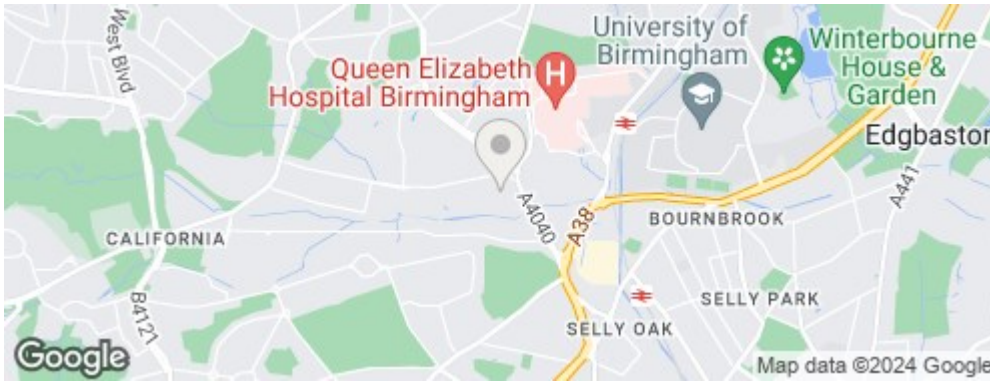 West Blvd
Queen Elizabeth
Hospital Birmingham
H
University of
Birmingham
Winterbourne
House &
Garden
Edgbaston
A441
A4040
A38
BOURNBROOK
CALIFORNIA
B4121
SELLY PARK
SELLY OAK
Google
Map data ©2024 Google